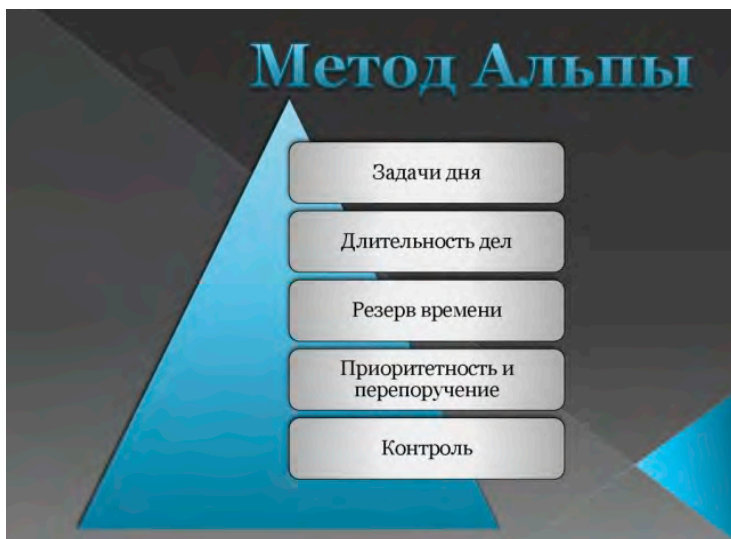 Метод Альпы
Задачи дня
Длительность дел
Резерв времени
Приоритетность и
перепоручение
Контроль